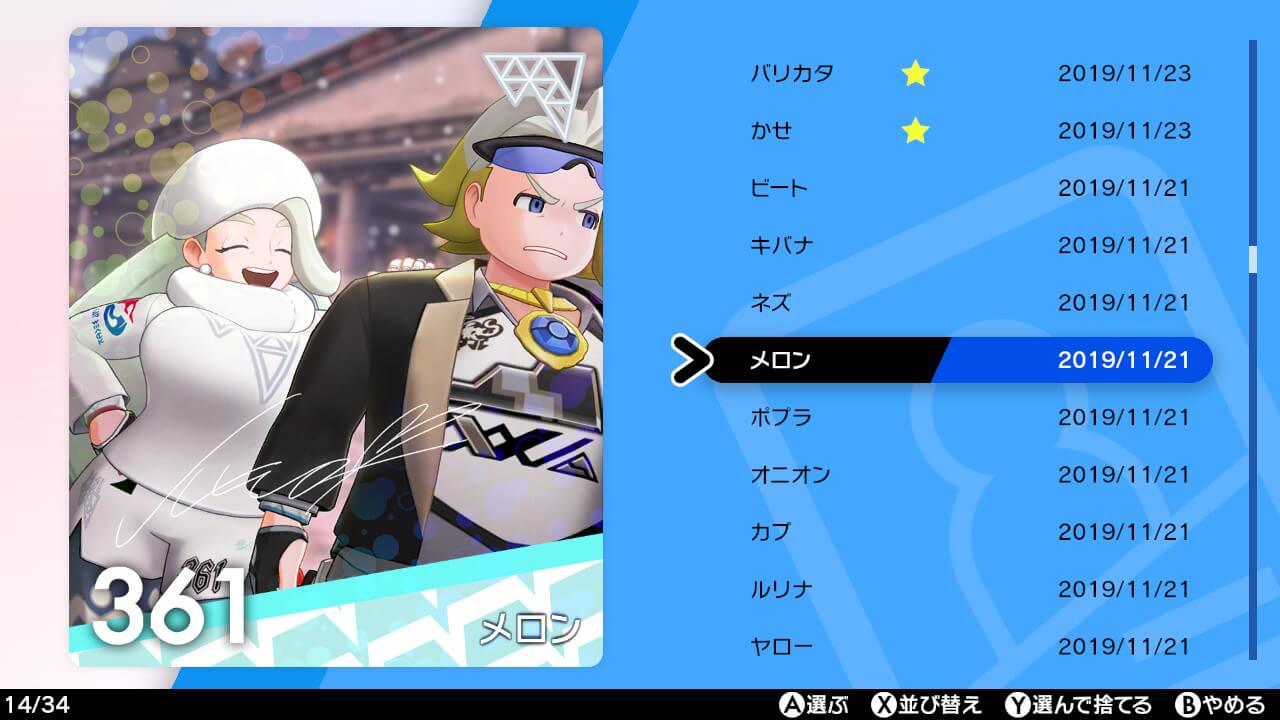 361
メロン
バリカタ 2019/11/23
かせ 2019/11/23
ビート 2019/11/21
キバナ 2019/11/21
ネズ 2019/11/21
メロン 2019/11/21
ポプラ 2019/11/21
オニオン 2019/11/21
カブ 2019/11/21
ルリナ 2019/11/21
ヤロー 2019/11/21
14/34
A選ぶ X並び替え Y選んで捨てる Bやめる